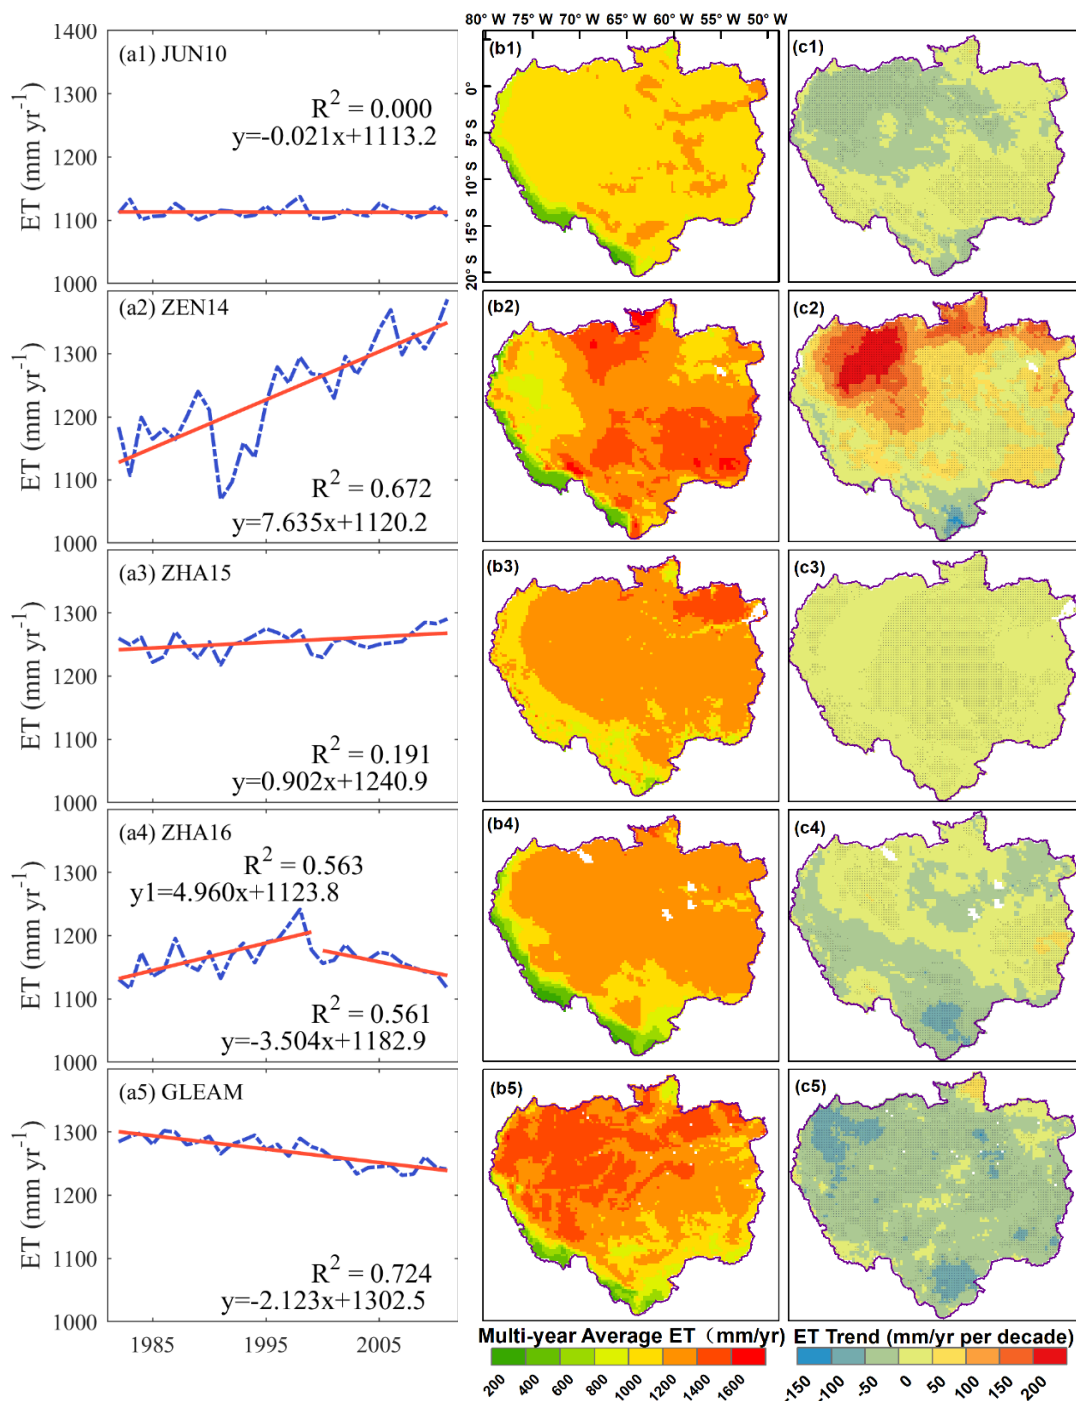 80° W 75° W 70° W 65° W 60° W 55° W 50° W
1400
1300
1200
1100
1000
ET (mm yr⁻¹)
(a1) JUN10
R² = 0.000
y=-0.021x+1113.2
(b1)
0°
5° S
10° S
15° S
20° S
(c1)
1300
1200
1100
1000
ET (mm yr⁻¹)
(a2) ZEN14
R² = 0.672
y=7.635x+1120.2
(b2)
(c2)
1300
1200
1100
1000
ET (mm yr⁻¹)
(a3) ZHA15
R² = 0.191
y=0.902x+1240.9
(b3)
(c3)
1300
1200
1100
1000
ET (mm yr⁻¹)
(a4) ZHA16
R² = 0.563
y1=4.960x+1123.8
R² = 0.561
y=-3.504x+1182.9
(b4)
(c4)
1300
1200
1100
1000
ET (mm yr⁻¹)
(a5) GLEAM
R² = 0.724
y=-2.123x+1302.5
1985 1995 2005
(b5)
(c5)
Multi-year Average ET（mm/yr)
200 400 600 800 1000 1200 1400 1600
ET Trend (mm/yr per decade)
-150 -100 -50 0 50 100 150 200